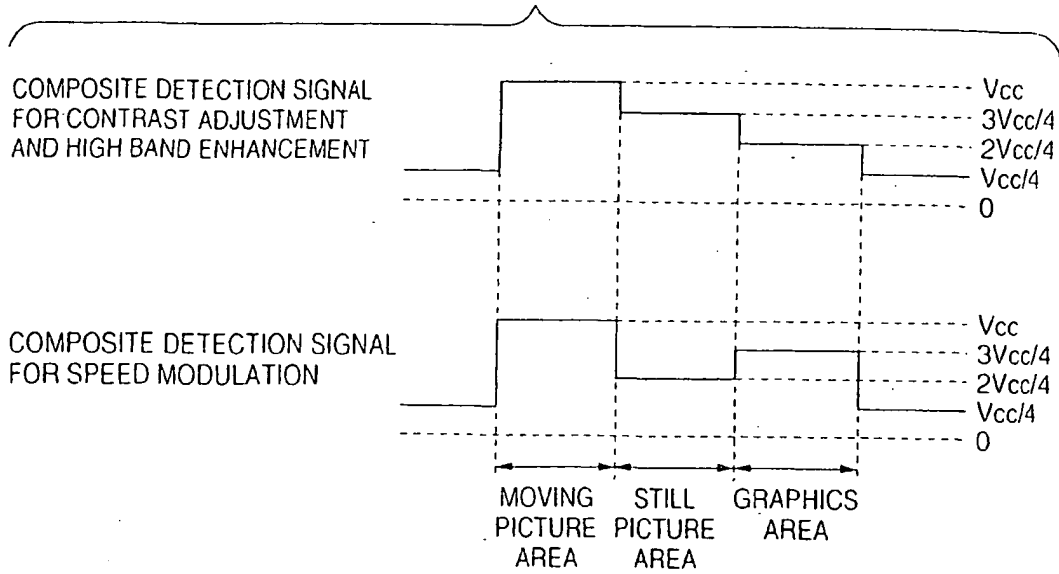 COMPOSITE DETECTION SIGNAL
FOR CONTRAST ADJUSTMENT
AND HIGH BAND ENHANCEMENT
Vcc
3Vcc/4
2Vcc/4
Vcc/4
0
COMPOSITE DETECTION SIGNAL
FOR SPEED MODULATION
Vcc
3Vcc/4
2Vcc/4
Vcc/4
0
MOVING
PICTURE
AREA
STILL
PICTURE
AREA
GRAPHICS
AREA